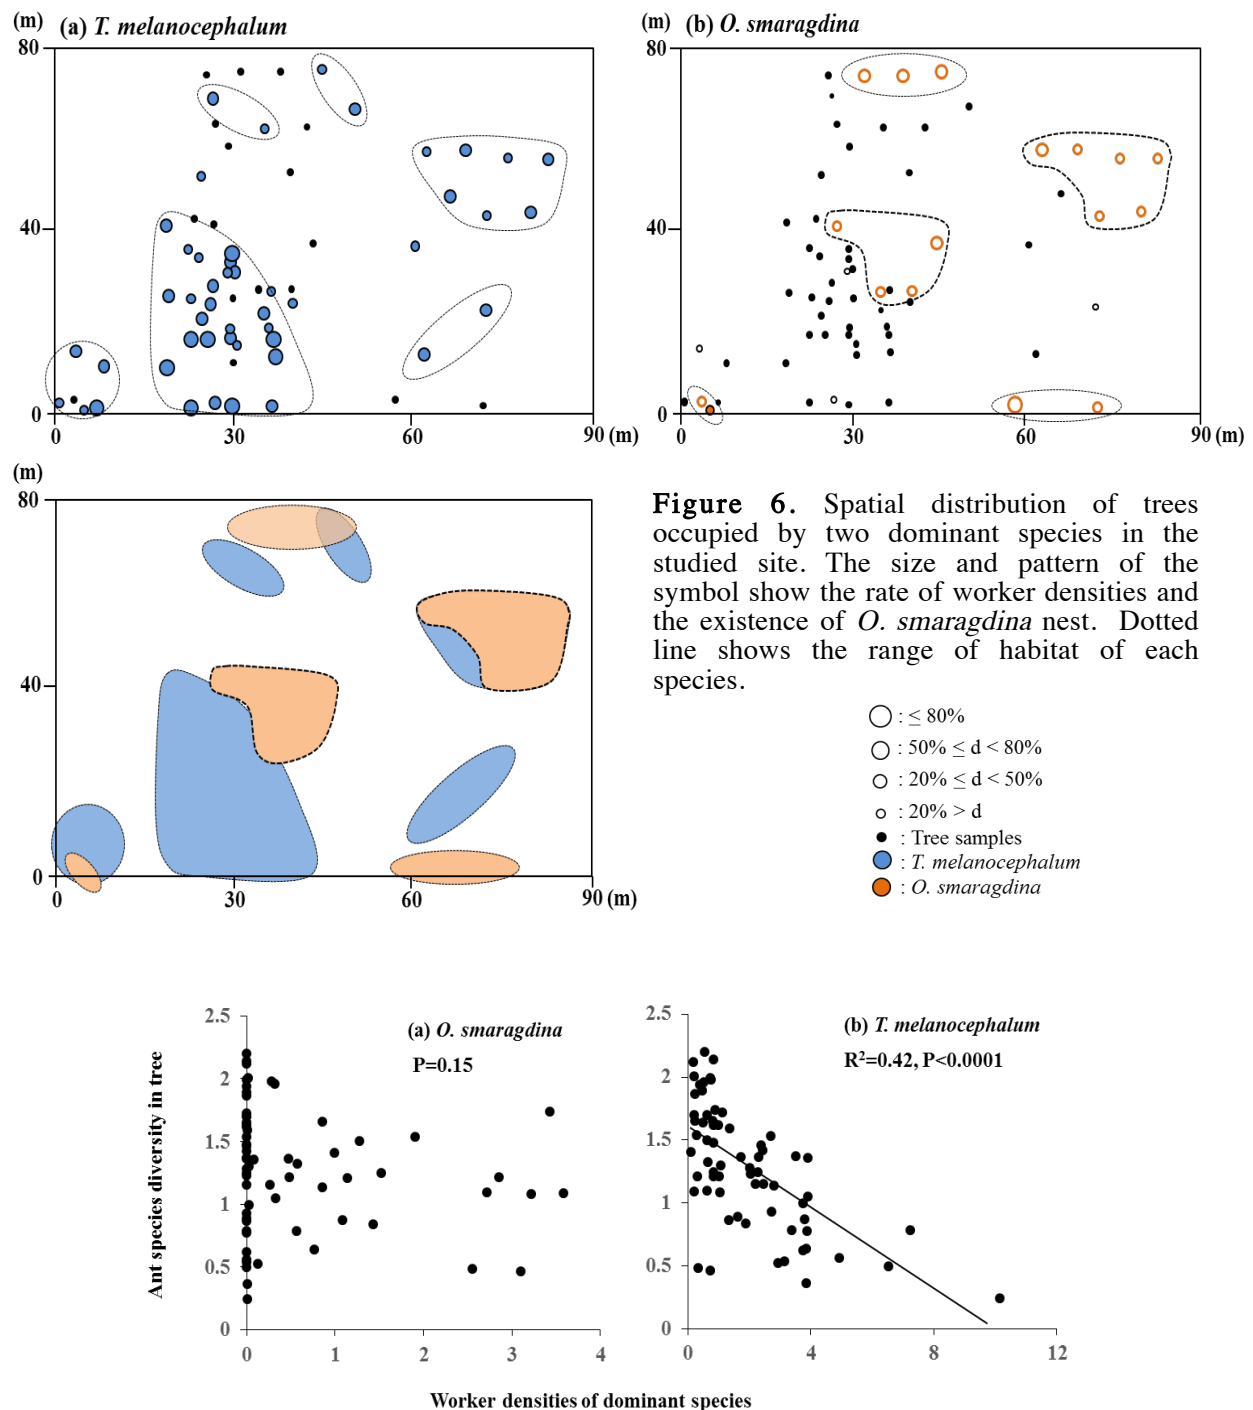 (m) (a) T. melanocephalum
80
40
0
0 30 60 90 (m)
(m) (b) O. smaragdina
80
40
0
0 30 60 90 (m)
(m)
80
40
0
0 30 60 90 (m)
Figure 6. Spatial distribution of trees
occupied by two dominant species in the
studied site. The size and pattern of the
symbol show the rate of worker densities and
the existence of O. smaragdina nest. Dotted
line shows the range of habitat of each
species.
: ≤ 80%
: 50% ≤ d < 80%
: 20% ≤ d < 50%
: 20% > d
: Tree samples
: T. melanocephalum
: O. smaragdina
Ant species diversity in tree
2.5
2
1.5
1
0.5
0
0 1 2 3 4
(a) O. smaragdina
P=0.15
2.5
2
1.5
1
0.5
0
0 4 8 12
(b) T. melanocephalum
R²=0.42, P<0.0001
Worker densities of dominant species